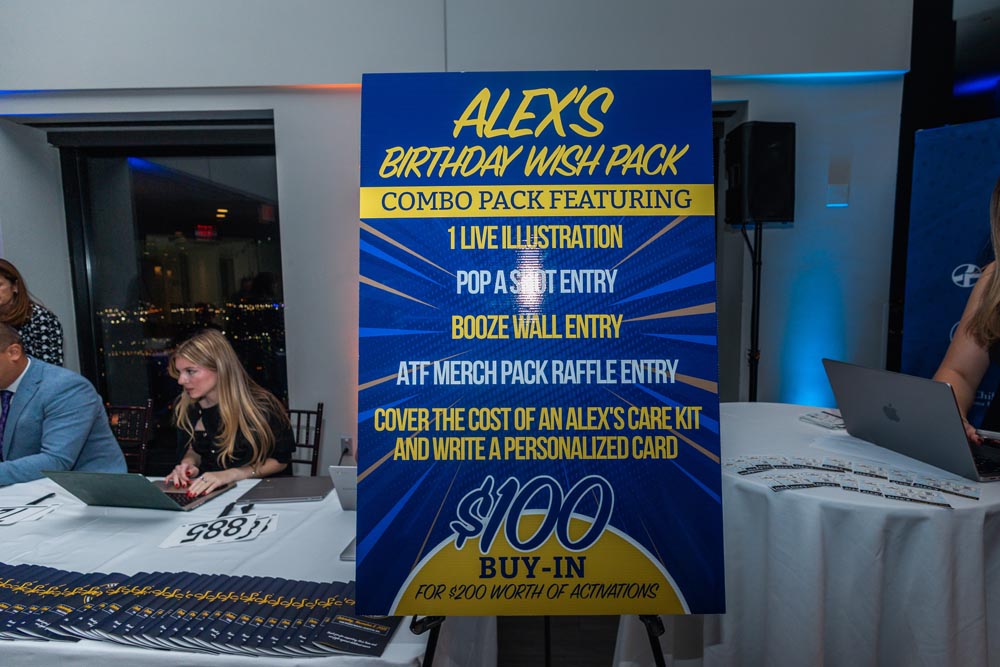 ALEX'S
BIRTHDAY WISH PACK
COMBO PACK FEATURING
1 LIVE ILLUSTRATION
POP A SHOT ENTRY
BOOZE WALL ENTRY
ATF MERCH PACK RAFFLE ENTRY
COVER THE COST OF AN ALEX'S CARE KIT
AND WRITE A PERSONALIZED CARD
$100
BUY-IN
FOR $200 WORTH OF ACTIVATIONS
885